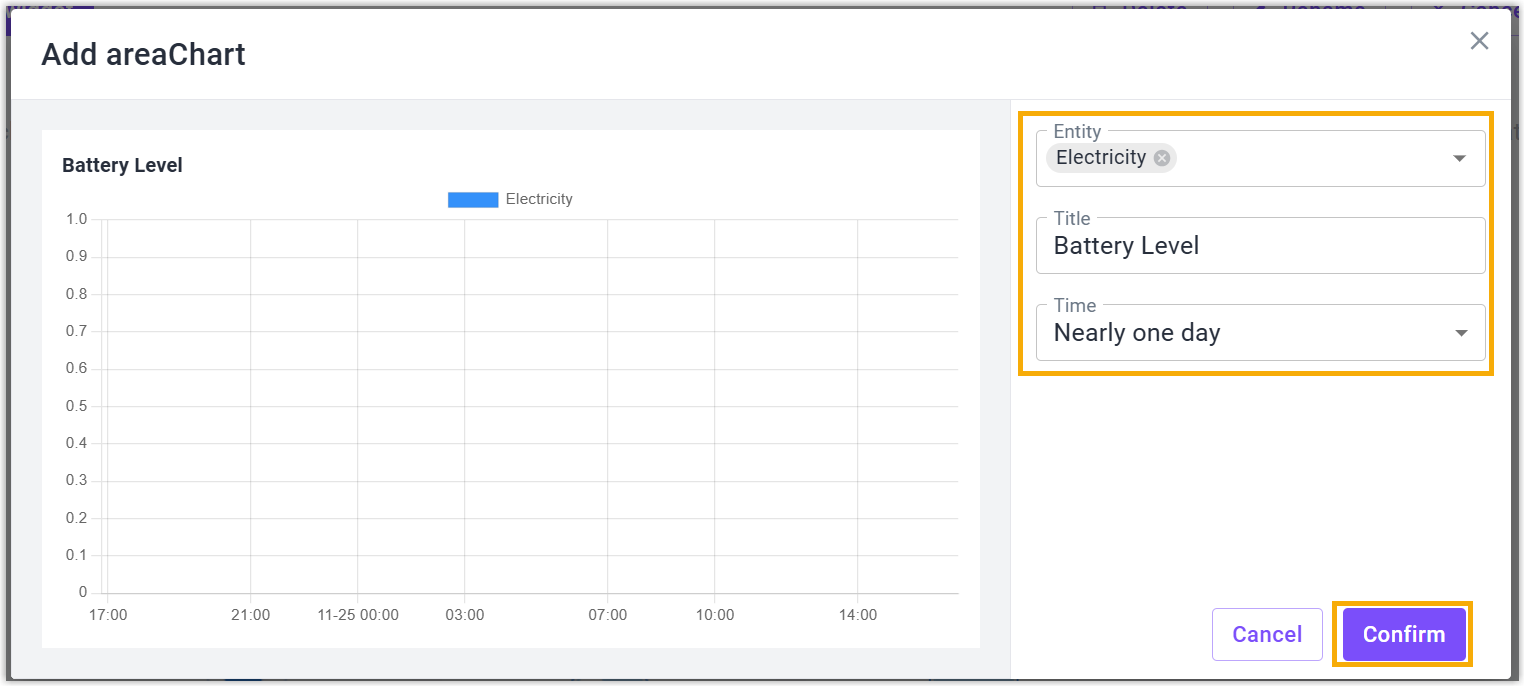 Add areaChart
Battery Level
Electricity
1.0
0.9
0.8
0.7
0.6
0.5
0.4
0.3
0.2
0.1
0
17:00 21:00 11-25 00:00 03:00 07:00 10:00 14:00
Entity
Electricity
Title
Battery Level
Time
Nearly one day
Cancel Confirm